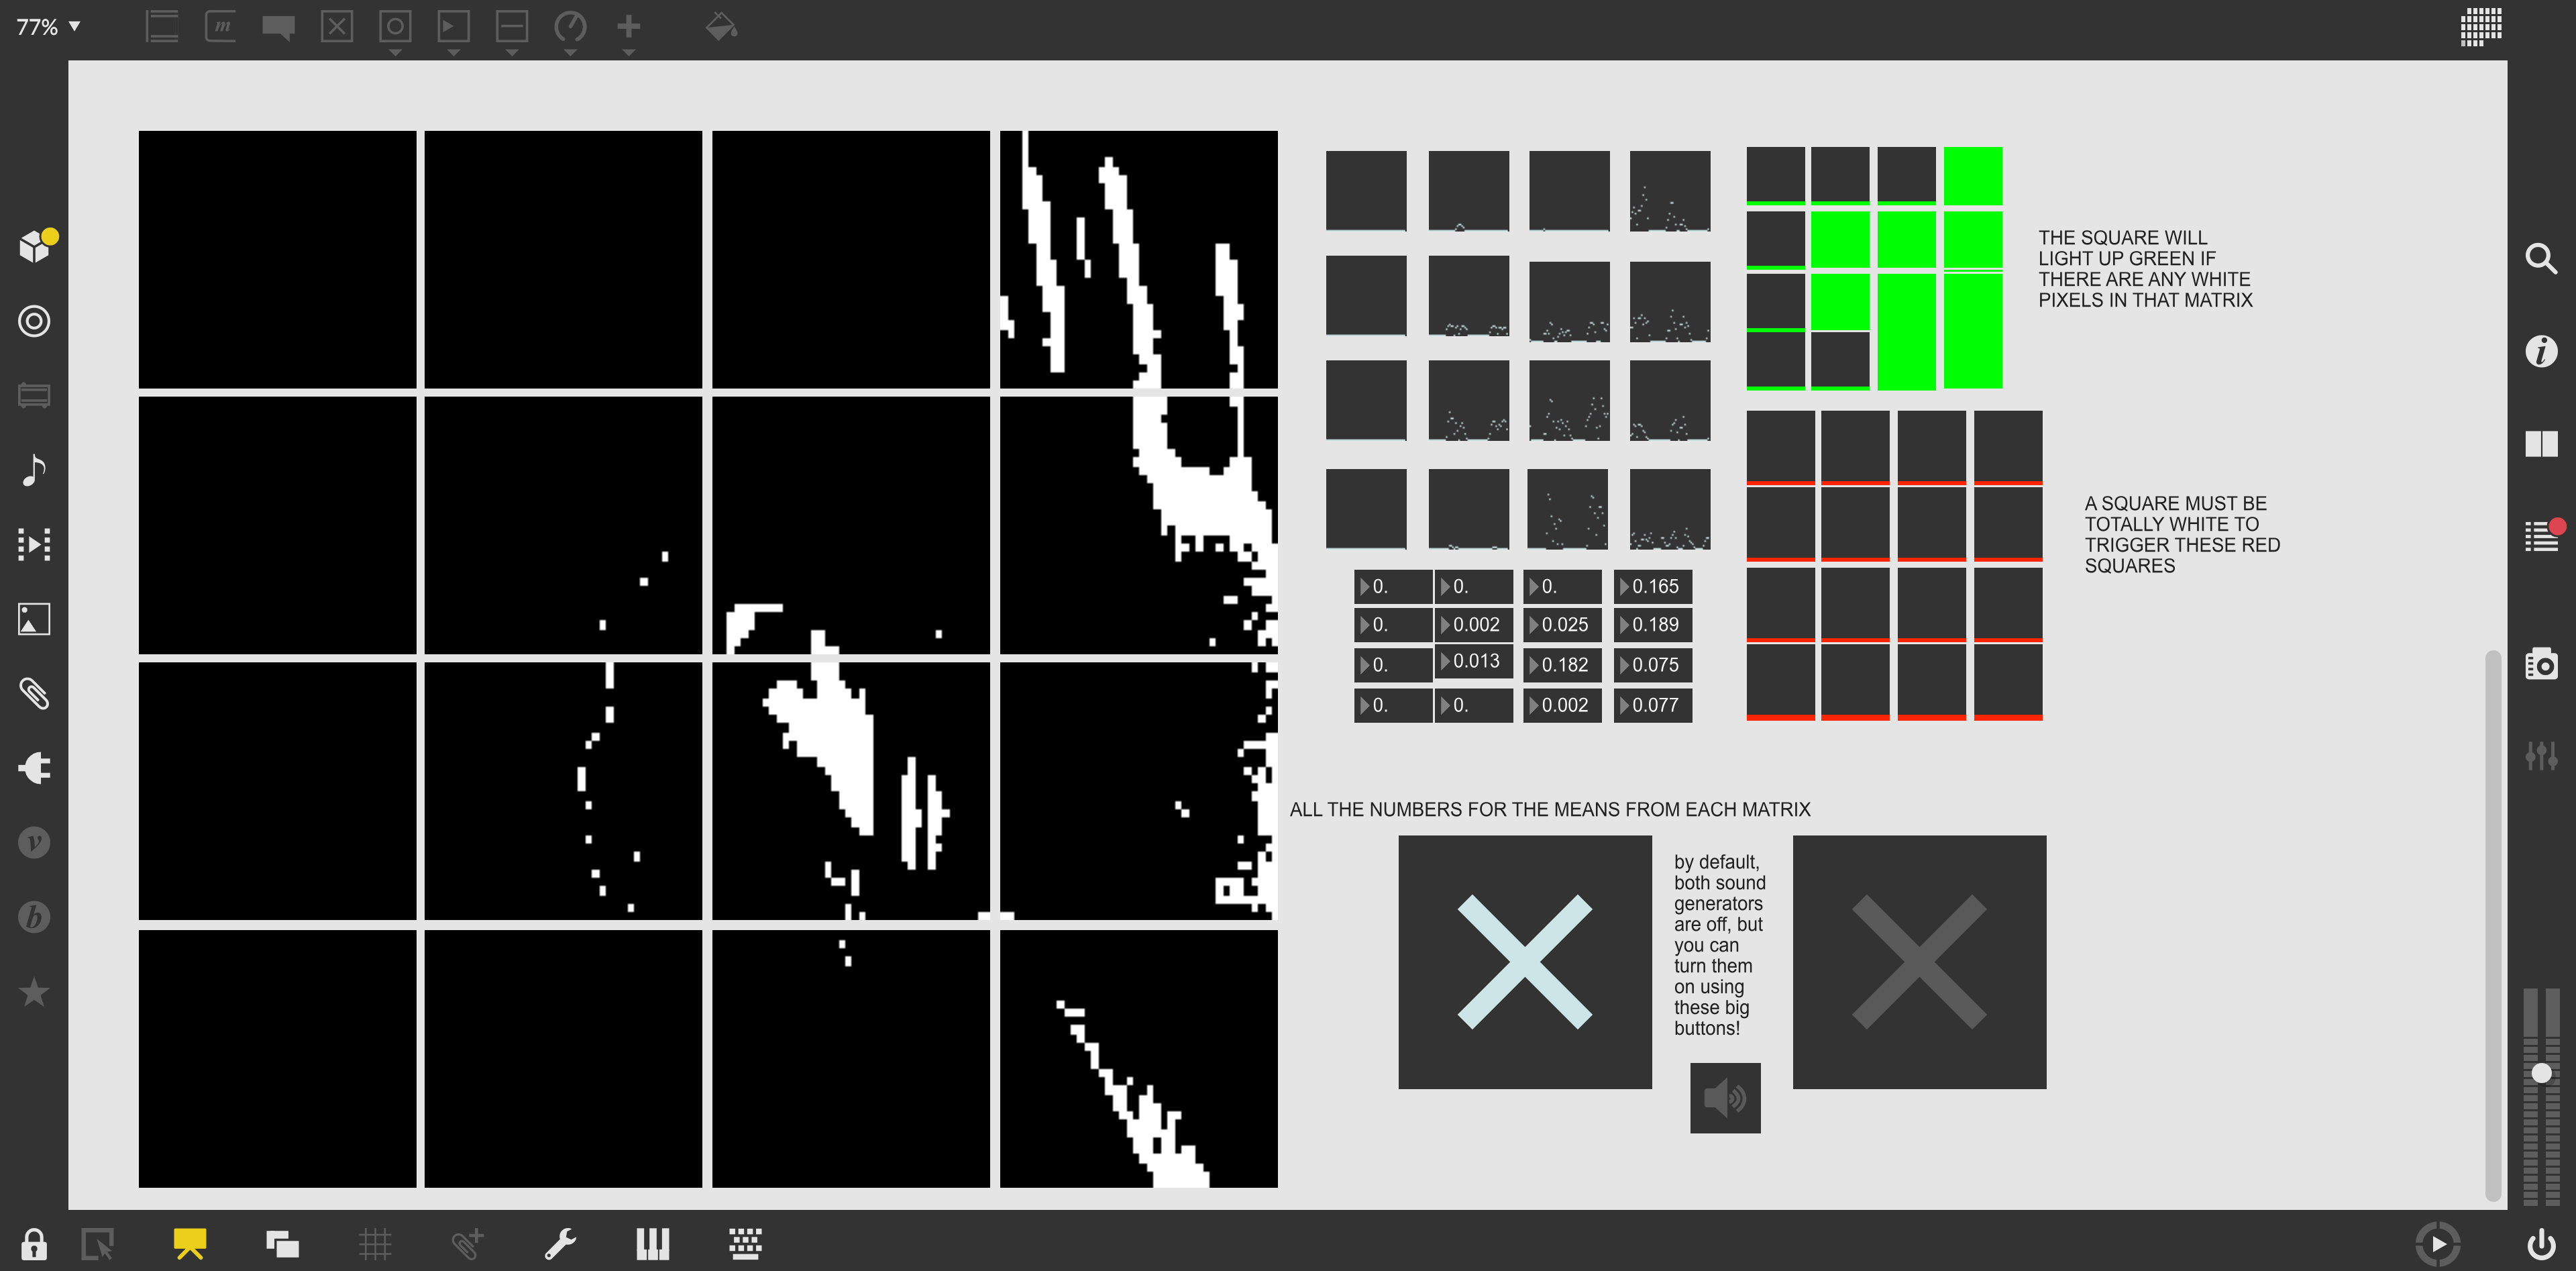 77%
THE SQUARE WILL
LIGHT UP GREEN IF
THERE ARE ANY WHITE
PIXELS IN THAT MATRIX
A SQUARE MUST BE
TOTALLY WHITE TO
TRIGGER THESE RED
SQUARES
0. 0. 0. 0.165
0. 0.002 0.025 0.189
0. 0.013 0.182 0.075
0. 0. 0.002 0.077
ALL THE NUMBERS FOR THE MEANS FROM EACH MATRIX
by default,
both sound
generators
are off, but
you can
turn them
on using
these big
buttons!